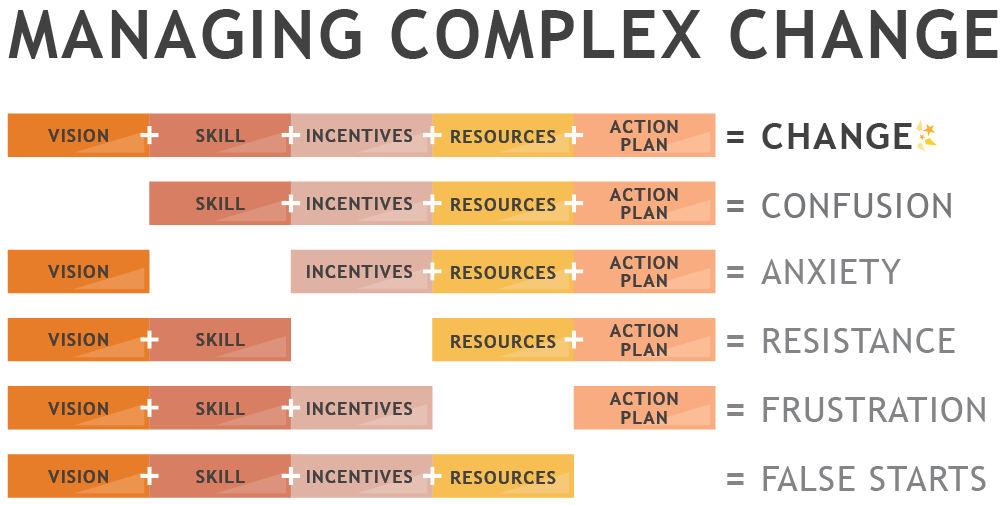 MANAGING COMPLEX CHANGE
VISION + SKILL + INCENTIVES + RESOURCES + ACTION PLAN = CHANGE
SKILL + INCENTIVES + RESOURCES + ACTION PLAN = CONFUSION
VISION INCENTIVES + RESOURCES + ACTION PLAN = ANXIETY
VISION + SKILL RESOURCES + ACTION PLAN = RESISTANCE
VISION + SKILL + INCENTIVES ACTION PLAN = FRUSTRATION
VISION + SKILL + INCENTIVES + RESOURCES = FALSE STARTS